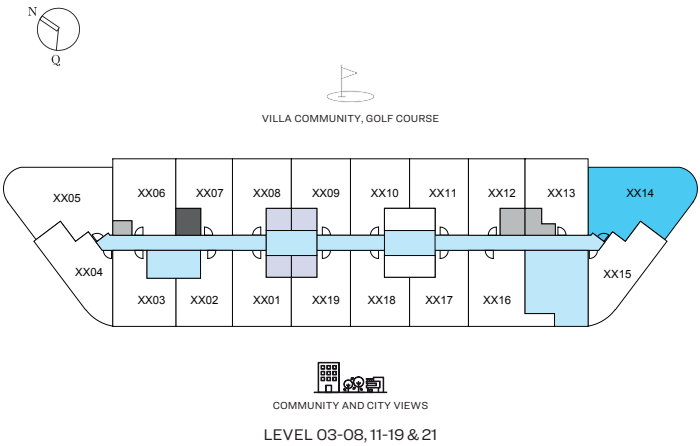 N
Q
VILLA COMMUNITY, GOLF COURSE
XX05 XX06 XX07 XX08 XX09 XX10 XX11 XX12 XX13 XX14
XX04 XX03 XX02 XX01 XX19 XX18 XX17 XX16 XX15
COMMUNITY AND CITY VIEWS
LEVEL 03-08, 11-19 & 21